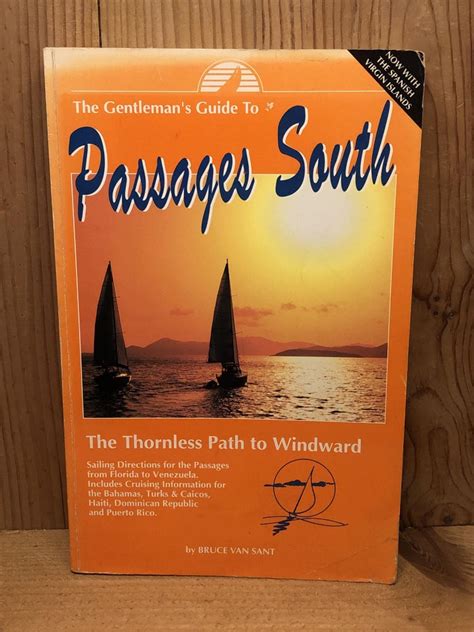 NOW WITH
THE SPANISH
VIRGIN ISLANDS
The Gentleman's Guide To
Passages South
The Thornless Path to Windward
Sailing Directions for the Passages
from Florida to Venezuela.
Includes Cruising Information for
the Bahamas, Turks & Caicos,
Haiti, Dominican Republic
and Puerto Rico.
by BRUCE VAN SANT